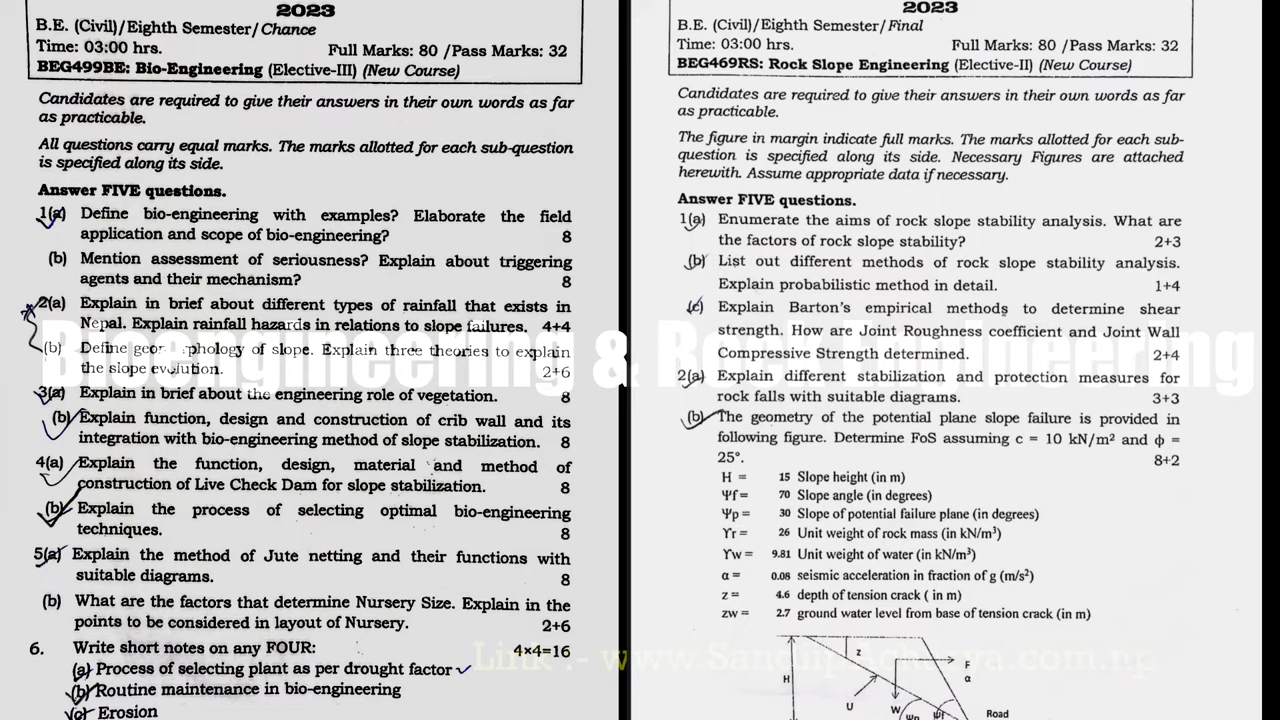 2023
B.E. (Civil)/Eighth Semester/Chance
Time: 03:00 hrs. Full Marks: 80 /Pass Marks: 32
BEG499BE: Bio-Engineering (Elective-III) (New Course)
Candidates are required to give their answers in their own words as far
as practicable.
All questions carry equal marks. The marks allotted for each sub-question
is specified along its side.
Answer FIVE questions.
1(a) Define bio-engineering with examples? Elaborate the field
application and scope of bio-engineering? 8
(b) Mention assessment of seriousness? Explain about triggering
agents and their mechanism? 8
2(a) Explain in brief about different types of rainfall that exists in
Nepal. Explain rainfall hazards in relations to slope failures. 4+4
(b) Define geomorphology of slope. Explain three theories to explain
the slope evolution. 2+6
3(a) Explain in brief about the engineering role of vegetation. 8
(b) Explain function, design and construction of crib wall and its
integration with bio-engineering method of slope stabilization. 8
4(a) Explain the function, design, material and method of
construction of Live Check Dam for slope stabilization. 8
(b) Explain the process of selecting optimal bio-engineering
techniques. 8
5(a) Explain the method of Jute netting and their functions with
suitable diagrams. 8
(b) What are the factors that determine Nursery Size. Explain in the
points to be considered in layout of Nursery. 2+6
6. Write short notes on any FOUR: 4×4=16
(a) Process of selecting plant as per drought factor
(b) Routine maintenance in bio-engineering
(c) Erosion
2023
B.E. (Civil)/Eighth Semester/Final
Time: 03:00 hrs. Full Marks: 80 /Pass Marks: 32
BEG469RS: Rock Slope Engineering (Elective-II) (New Course)
Candidates are required to give their answers in their own words as far
as practicable.
The figure in margin indicate full marks. The marks allotted for each sub-
question is specified along its side. Necessary Figures are attached
herewith. Assume appropriate data if necessary.
Answer FIVE questions.
1(a) Enumerate the aims of rock slope stability analysis. What are
the factors of rock slope stability? 2+3
(b) List out different methods of rock slope stability analysis.
Explain probabilistic method in detail. 1+4
(c) Explain Barton's empirical methods to determine shear
strength. How are Joint Roughness coefficient and Joint Wall
Compressive Strength determined. 2+4
2(a) Explain different stabilization and protection measures for
rock falls with suitable diagrams. 3+3
(b) The geometry of the potential plane slope failure is provided in
following figure. Determine FoS assuming c = 10 kN/m² and ϕ =
25°. 8+2
H = 15 Slope height (in m)
Ψf = 70 Slope angle (in degrees)
Ψp = 30 Slope of potential failure plane (in degrees)
ϒr = 26 Unit weight of rock mass (in kN/m³)
ϒw = 9.81 Unit weight of water (in kN/m³)
α = 0.08 seismic acceleration in fraction of g (m/s²)
z = 4.6 depth of tension crack ( in m)
zw = 2.7 ground water level from base of tension crack (in m)
z
F
α
H
U
W
Ψp
Ψf
Road
Bioengineering & Rock Engineering
Link :- www.SandipAcharya.com.np